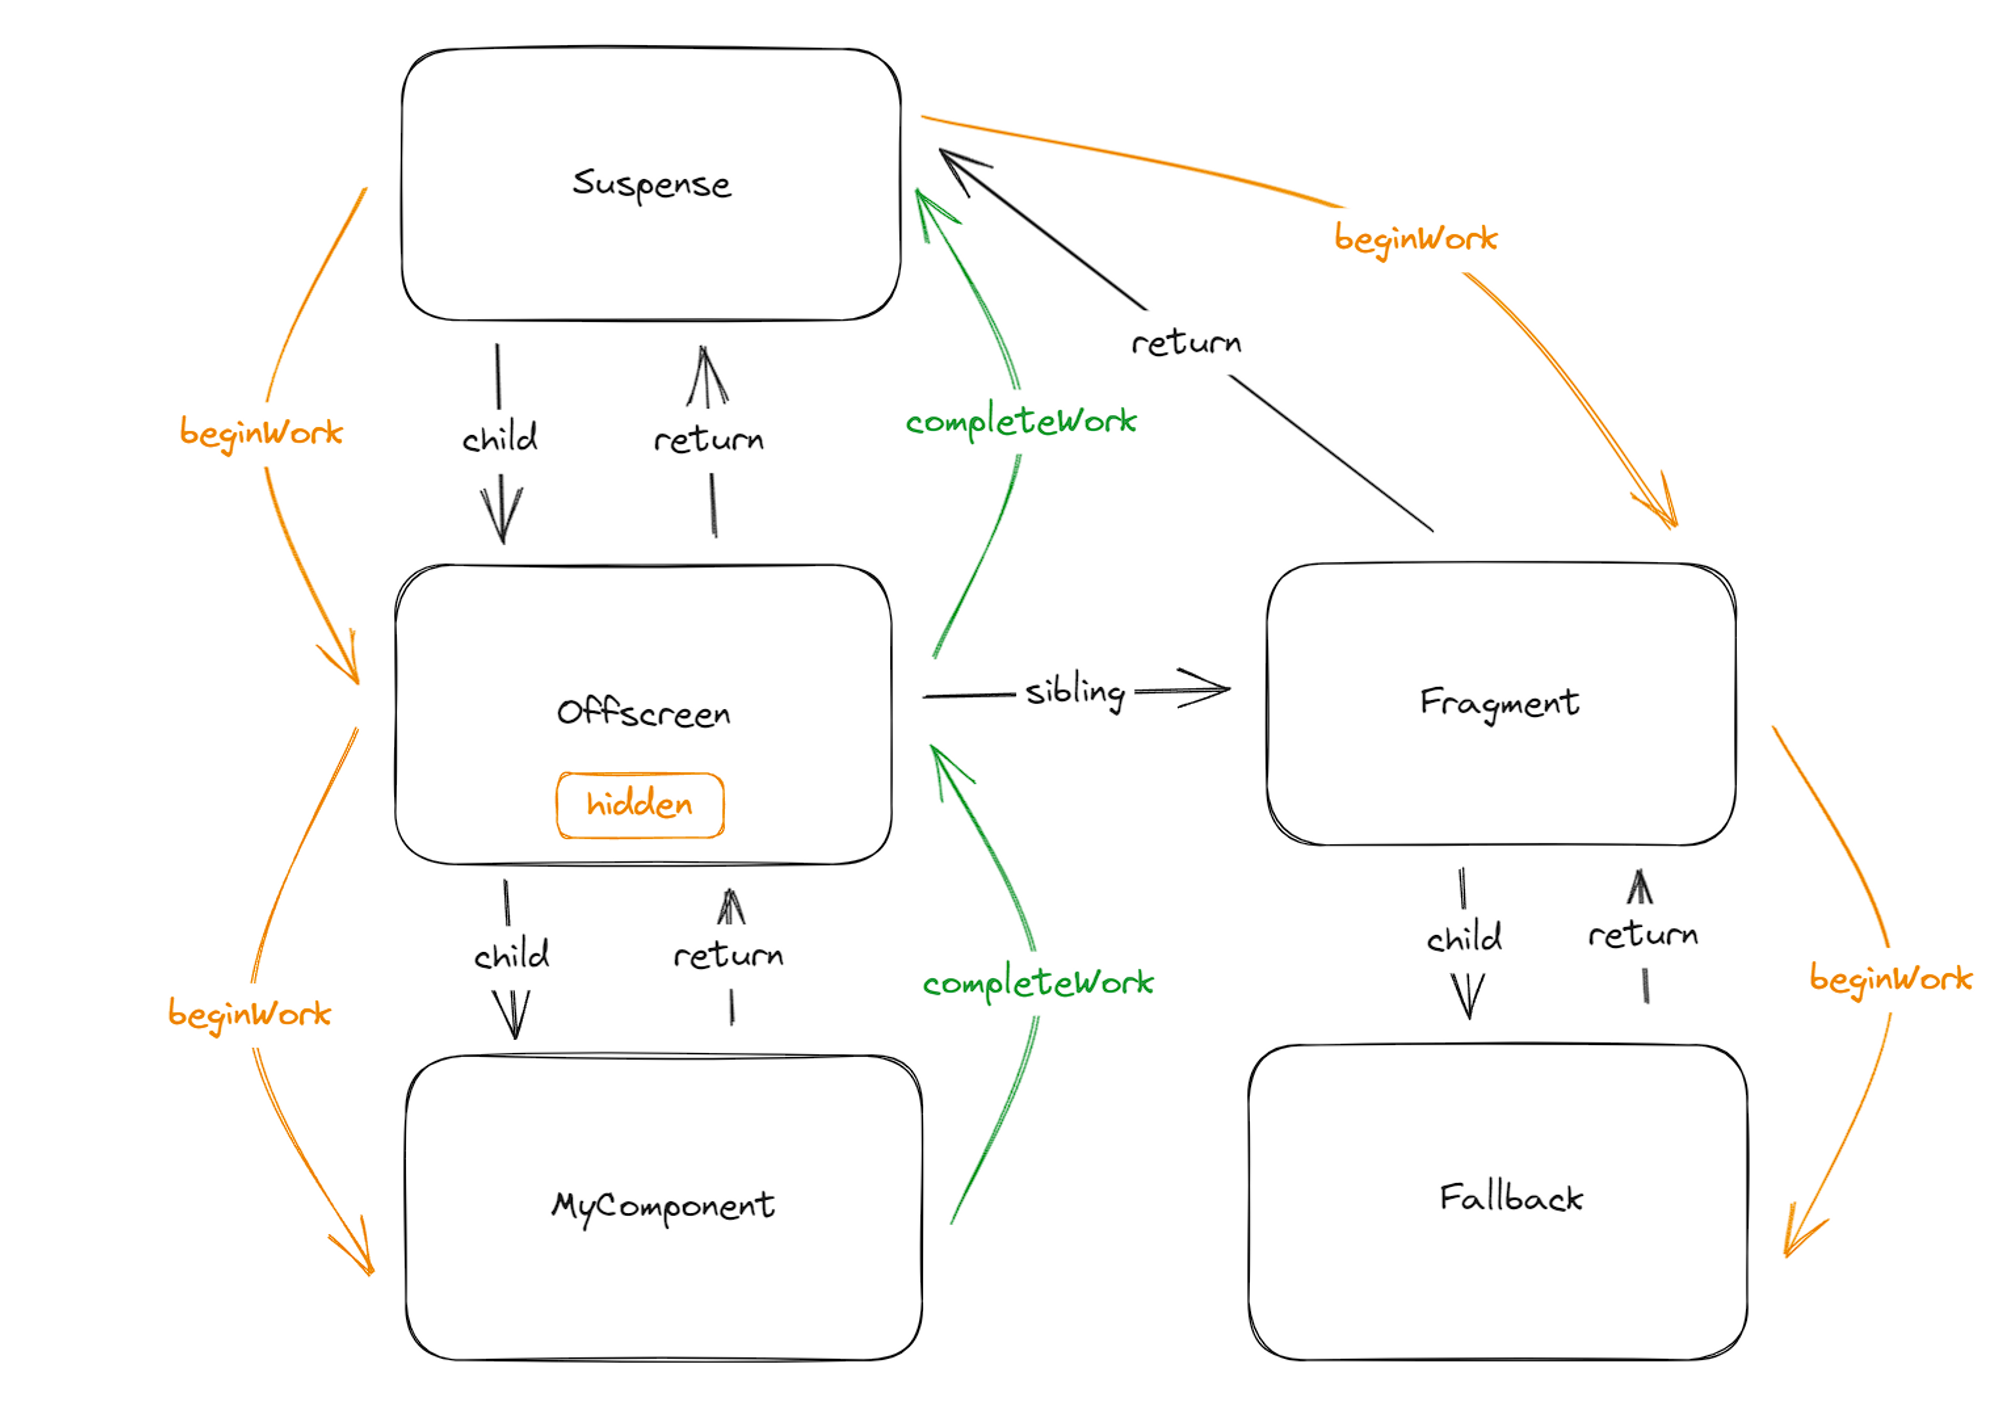 Suspense
beginWork
return
beginWork
child
return
completeWork
Offscreen
hidden
sibling
Fragment
beginWork
child
return
completeWork
child
return
beginWork
MyComponent
Fallback